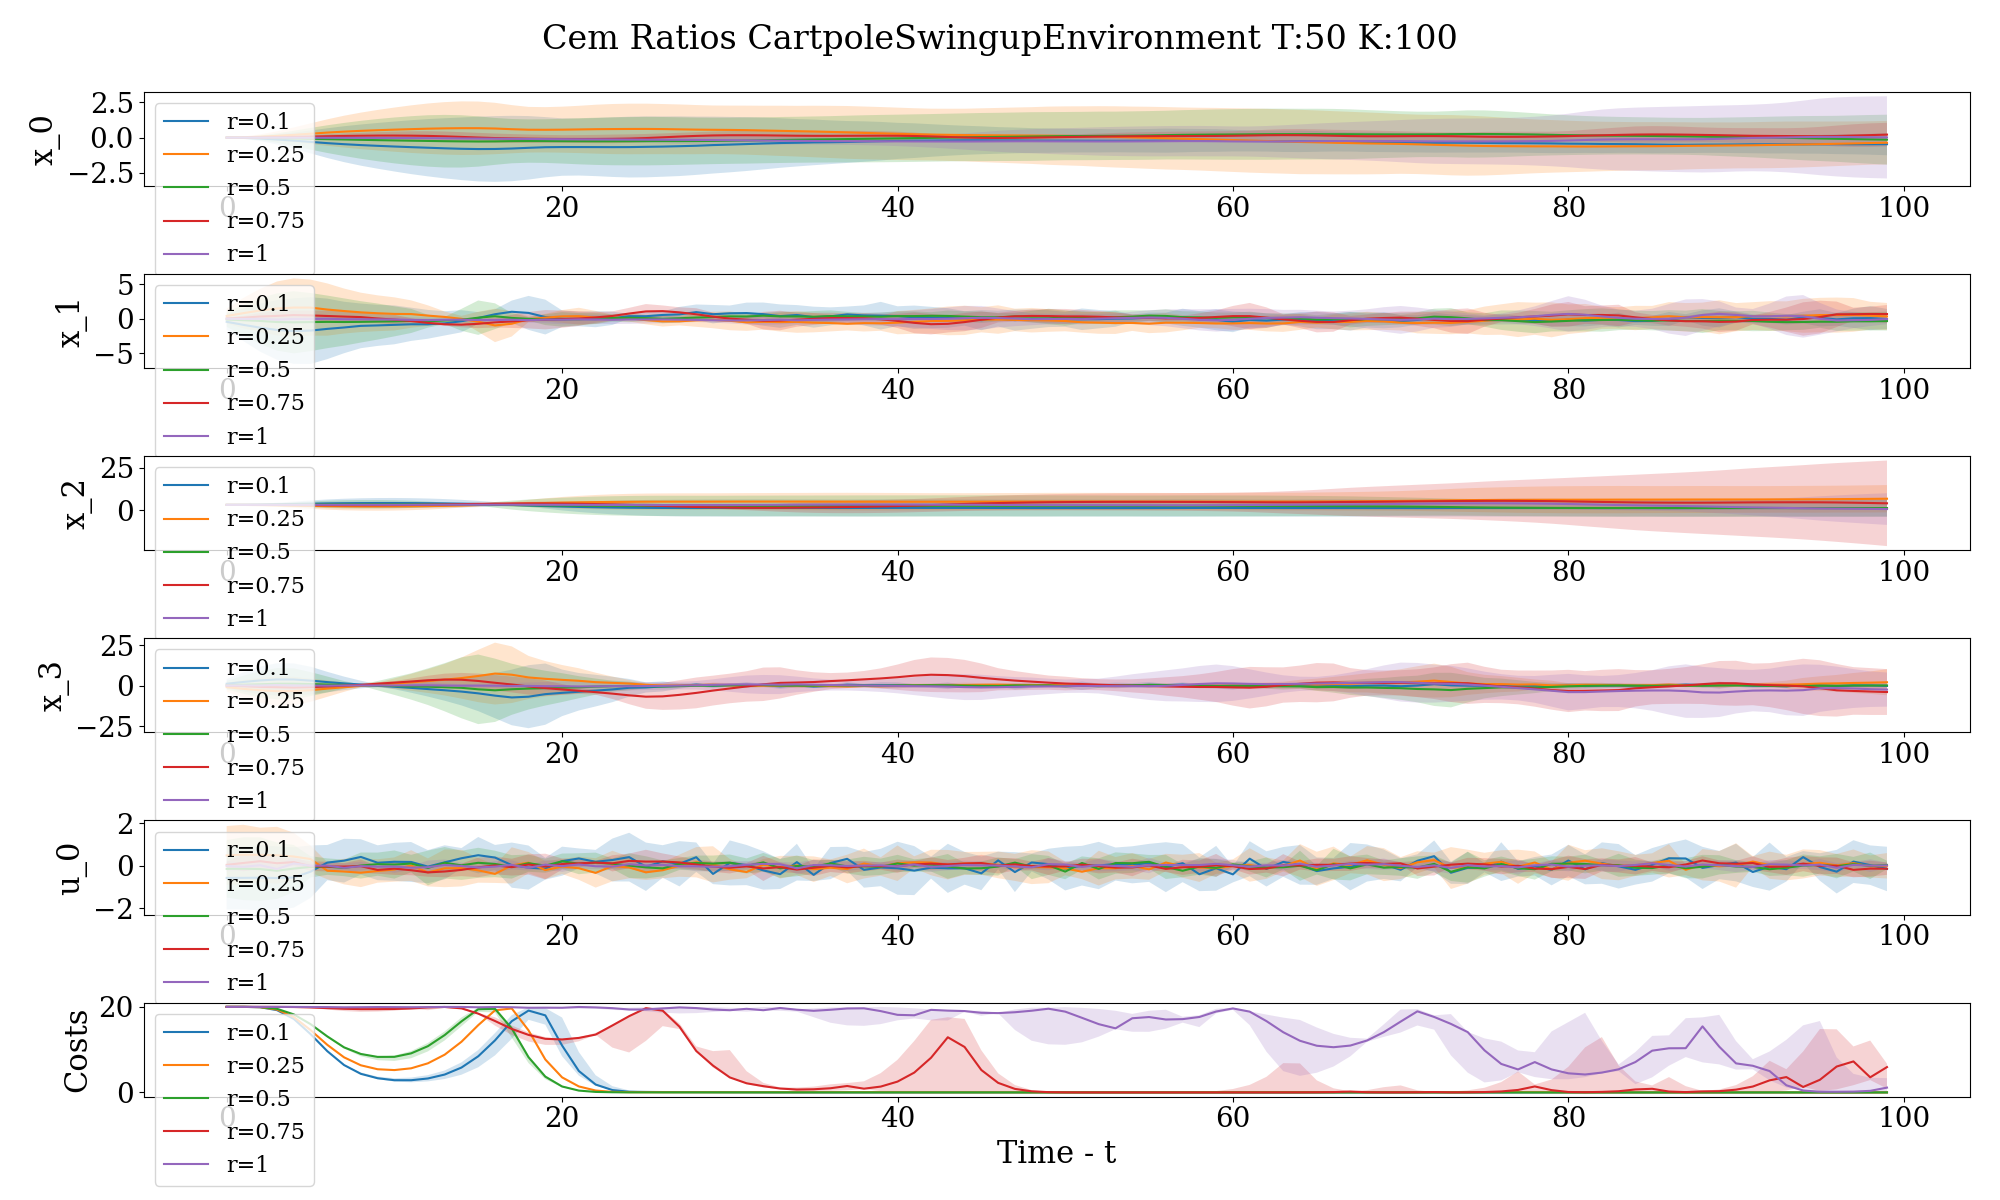 Cem Ratios CartpoleSwingupEnvironment T:50 K:100
x_0
2.5
0.0
−2.5
r=0.1
r=0.25
r=0.5
r=0.75
r=1
0 20 40 60 80 100
x_1
5
0
−5
r=0.1
r=0.25
r=0.5
r=0.75
r=1
0 20 40 60 80 100
x_2
25
0
r=0.1
r=0.25
r=0.5
r=0.75
r=1
0 20 40 60 80 100
x_3
25
0
−25
r=0.1
r=0.25
r=0.5
r=0.75
r=1
0 20 40 60 80 100
u_0
2
0
−2
r=0.1
r=0.25
r=0.5
r=0.75
r=1
0 20 40 60 80 100
Costs
20
0
r=0.1
r=0.25
r=0.5
r=0.75
r=1
0 20 40 60 80 100
Time - t